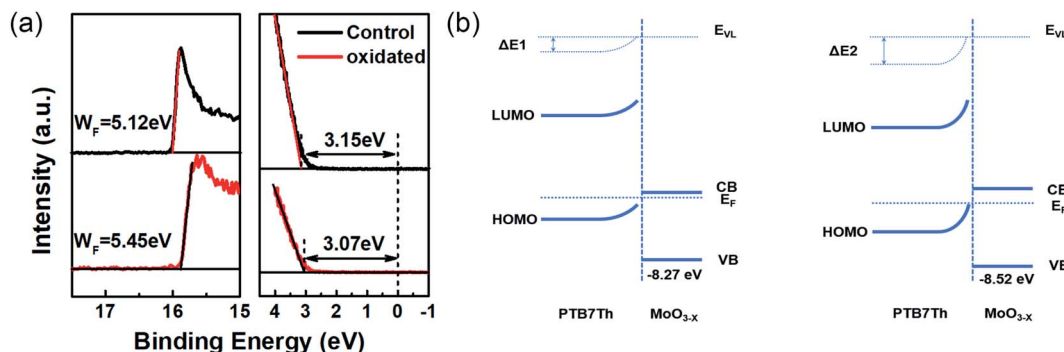 (a)
Control
oxidated
W_F=5.12eV
3.15eV
W_F=5.45eV
3.07eV
Intensity (a.u.)
17 16 15 4 3 2 1 0 -1
Binding Energy (eV)
(b)
E_VL
ΔE1
LUMO
CB
E_F
HOMO
VB
-8.27 eV
PTB7Th MoO_3-X
E_VL
ΔE2
LUMO
CB
E_F
HOMO
VB
-8.52 eV
PTB7Th MoO_3-X